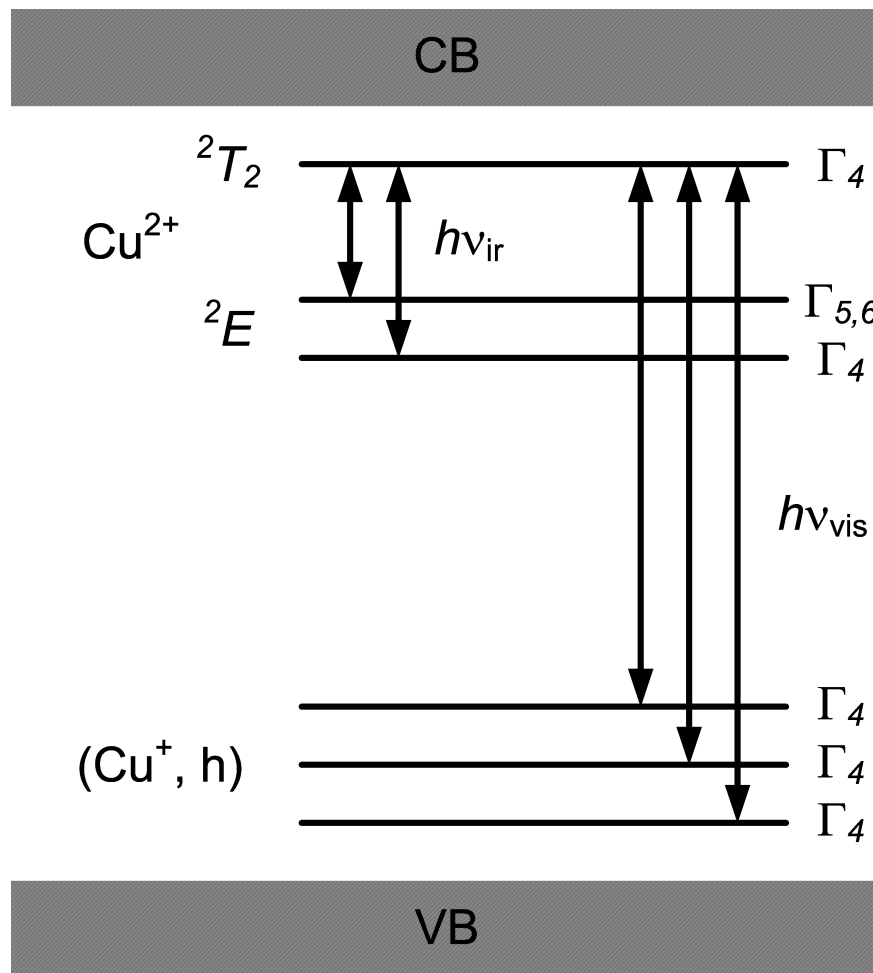 CB
²T₂ Γ₄
Cu²⁺ hνir
Γ5,6
²E Γ₄
hνvis
Γ₄
(Cu⁺, h) Γ₄
Γ₄
VB